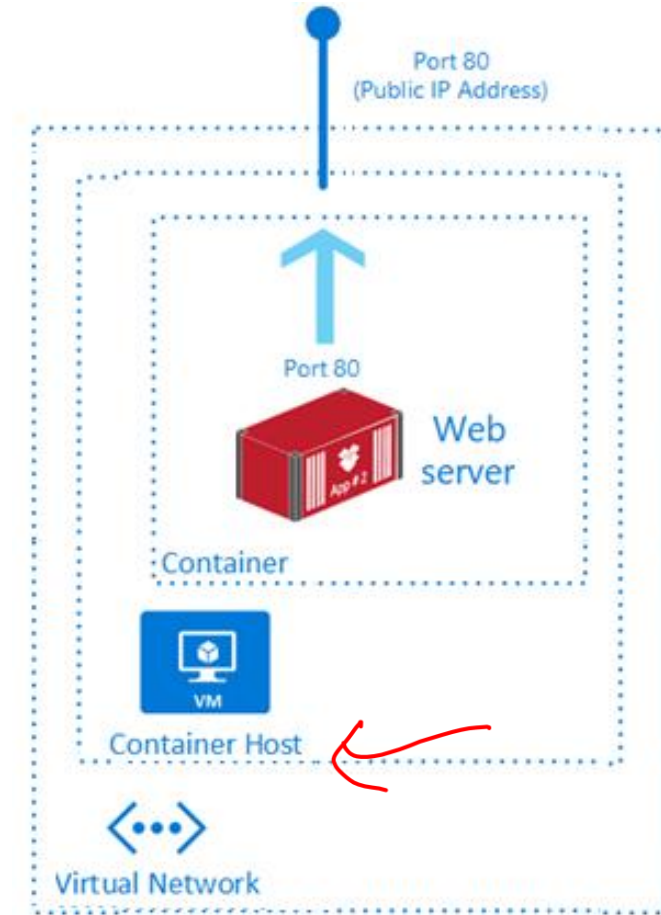 Port 80
(Public IP Address)
Port 80
Web
server
App # 2
Container
VM
Container Host
Virtual Network